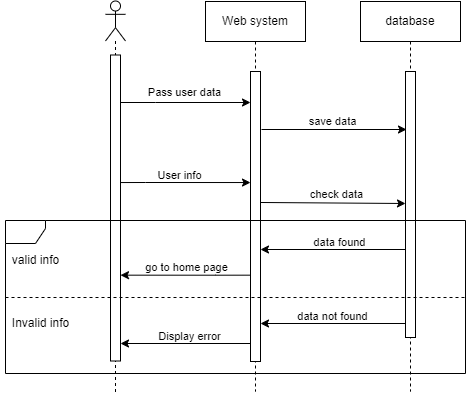 Web system
database
Pass user data
save data
User info
check data
data found
valid info
go to home page
data not found
Invalid info
Display error